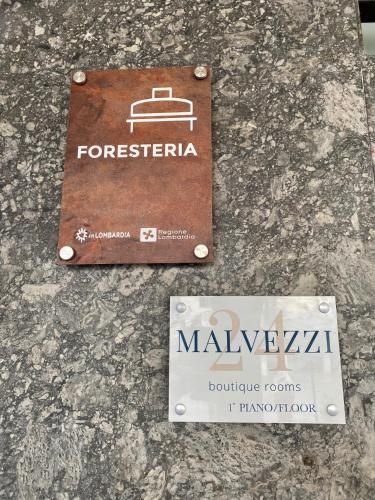 FORESTERIA
inLOMBARDIA
Regione
Lombardia
24
MALVEZZI
boutique rooms
1° PIANO/FLOOR